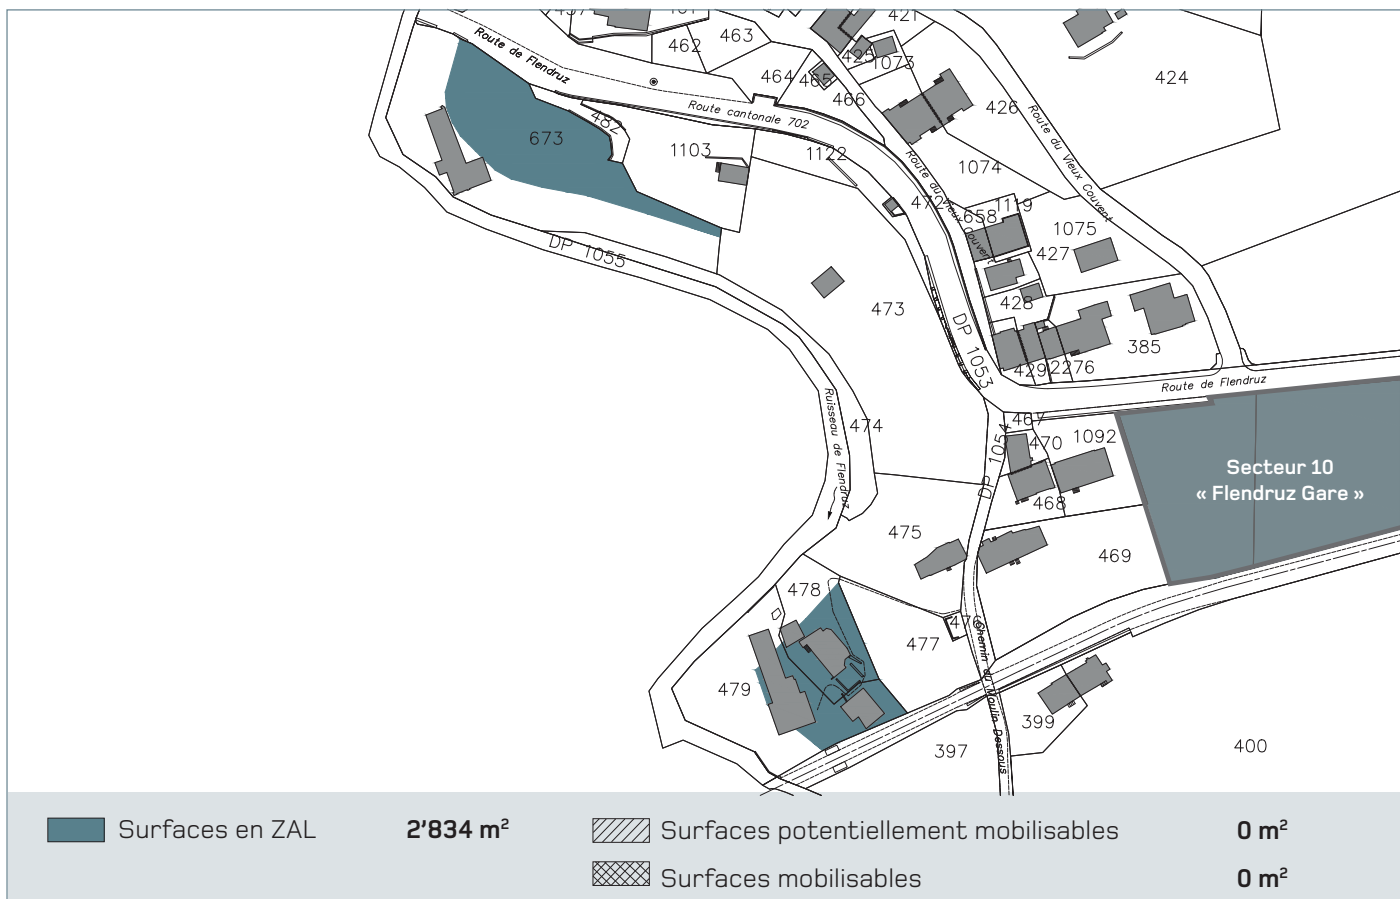 421
463
462
Route de Flendruz
425
1073
464
465
424
466
426
Route cantonale 702
482
673
Route du Vieux Couvent
1103
1122
1074
Route du Vieux Couvent
472
658
1119
1075
427
DP 1055
428
473
DP 1053
385
429
2276
Route de Flendruz
Ruisseau de Flendruz
474
467
DP 1054
470
1092
Secteur 10
« Flendruz Gare »
468
475
469
478
476
477
Chemin du Moulin Dessous
479
399
397
400
Surfaces en ZAL 2’834 m²
Surfaces potentiellement mobilisables 0 m²
Surfaces mobilisables 0 m²